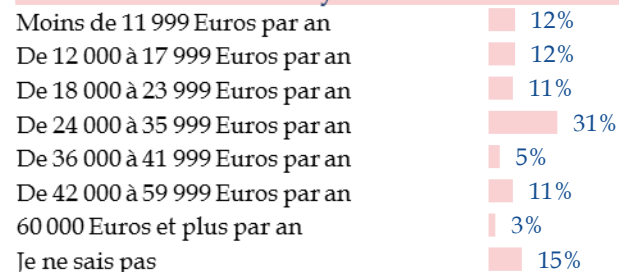 Moins de 11 999 Euros par an 12%
De 12 000 à 17 999 Euros par an 12%
De 18 000 à 23 999 Euros par an 11%
De 24 000 à 35 999 Euros par an 31%
De 36 000 à 41 999 Euros par an 5%
De 42 000 à 59 999 Euros par an 11%
60 000 Euros et plus par an 3%
Je ne sais pas 15%